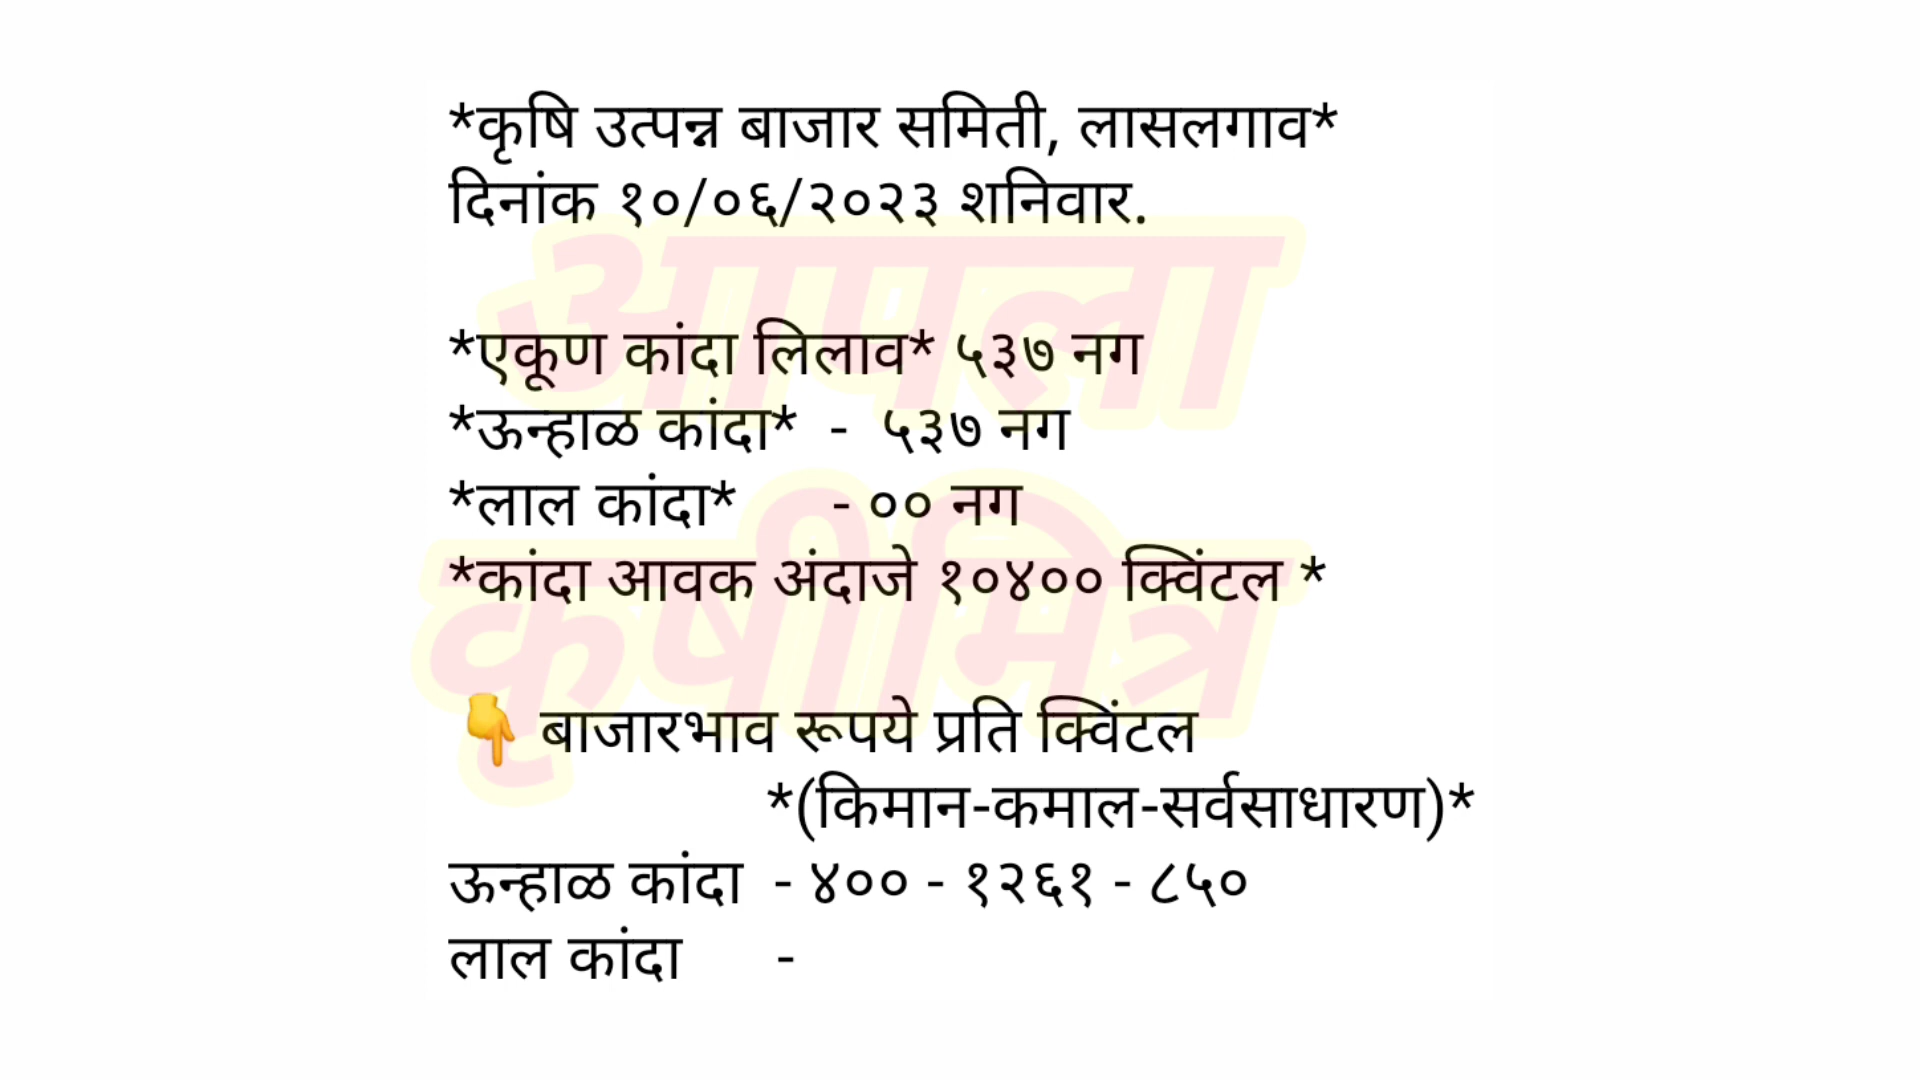 *कृषि उत्पन्न बाजार समिती, लासलगाव*
दिनांक १०/०६/२०२३ शनिवार.
आपला
*एकूण कांदा लिलाव* ५३७ नग
*ऊन्हाळ कांदा* - ५३७ नग
*लाल कांदा* - ०० नग
*कांदा आवक अंदाजे १०४०० क्विंटल *
कृषीमित्र
👇 बाजारभाव रूपये प्रति क्विंटल
*(किमान-कमाल-सर्वसाधारण)*
ऊन्हाळ कांदा - ४०० - १२६१ - ८५०
लाल कांदा -